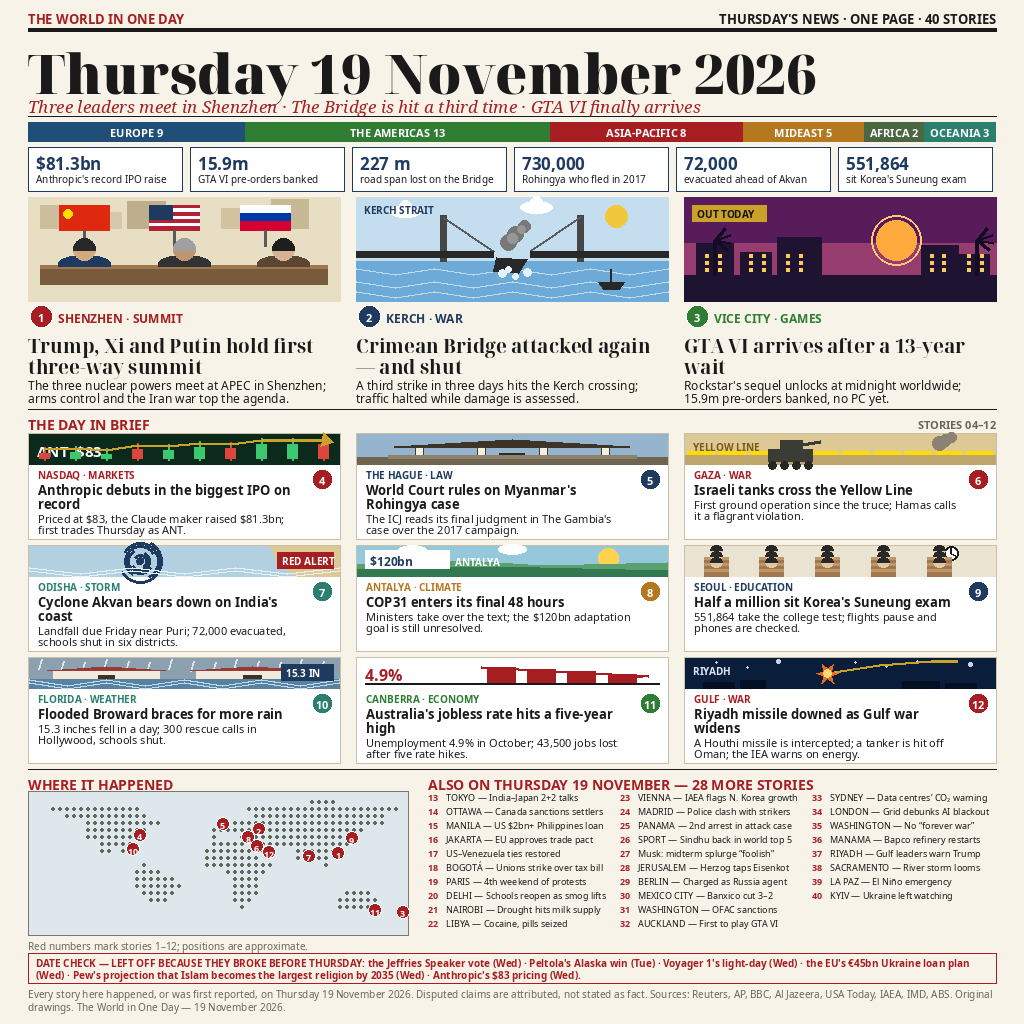 THE WORLD IN ONE DAY
THURSDAY'S NEWS · ONE PAGE · 40 STORIES
Thursday 19 November 2026
Three leaders meet in Shenzhen · The Bridge is hit a third time · GTA VI finally arrives
EUROPE 9
THE AMERICAS 13
ASIA-PACIFIC 8
MIDEAST 5
AFRICA 2
OCEANIA 3
$81.3bn
Anthropic's record IPO raise
15.9m
GTA VI pre-orders banked
227 m
road span lost on the Bridge
730,000
Rohingya who fled in 2017
72,000
evacuated ahead of Akvan
551,864
sit Korea's Suneung exam
KERCH STRAIT
OUT TODAY
1 SHENZHEN · SUMMIT
Trump, Xi and Putin hold first
three-way summit
The three nuclear powers meet at APEC in Shenzhen;
arms control and the Iran war top the agenda.
2 KERCH · WAR
Crimean Bridge attacked again
— and shut
A third strike in three days hits the Kerch crossing;
traffic halted while damage is assessed.
3 VICE CITY · GAMES
GTA VI arrives after a 13-year
wait
Rockstar's sequel unlocks at midnight worldwide;
15.9m pre-orders banked, no PC yet.
THE DAY IN BRIEF
STORIES 04–12
ANT $83
NASDAQ · MARKETS
4
Anthropic debuts in the biggest IPO on
record
Priced at $83, the Claude maker raised $81.3bn;
first trades Thursday as ANT.
THE HAGUE · LAW
5
World Court rules on Myanmar's
Rohingya case
The ICJ reads its final judgment in The Gambia's
case over the 2017 campaign.
YELLOW LINE
GAZA · WAR
6
Israeli tanks cross the Yellow Line
First ground operation since the truce; Hamas calls
it a flagrant violation.
RED ALERT
ODISHA · STORM
7
Cyclone Akvan bears down on India's
coast
Landfall due Friday near Puri; 72,000 evacuated,
schools shut in six districts.
$120bn
ANTALYA
ANTALYA · CLIMATE
8
COP31 enters its final 48 hours
Ministers take over the text; the $120bn adaptation
goal is still unresolved.
SEOUL · EDUCATION
9
Half a million sit Korea's Suneung exam
551,864 take the college test; flights pause and
phones are checked.
15.3 IN
FLORIDA · WEATHER
10
Flooded Broward braces for more rain
15.3 inches fell in a day; 300 rescue calls in
Hollywood, schools shut.
4.9%
CANBERRA · ECONOMY
11
Australia's jobless rate hits a five-year
high
Unemployment 4.9% in October; 43,500 jobs lost
after five rate hikes.
RIYADH
GULF · WAR
12
Riyadh missile downed as Gulf war
widens
A Houthi missile is intercepted; a tanker is hit off
Oman; the IEA warns on energy.
WHERE IT HAPPENED
5
2
4
8
9
10
6
12
7
1
11
3
Red numbers mark stories 1–12; positions are approximate.
ALSO ON THURSDAY 19 NOVEMBER — 28 MORE STORIES
13 TOKYO — India–Japan 2+2 talks
14 OTTAWA — Canada sanctions settlers
15 MANILA — US $2bn+ Philippines loan
16 JAKARTA — EU approves trade pact
17 US–Venezuela ties restored
18 BOGOTÁ — Unions strike over tax bill
19 PARIS — 4th weekend of protests
20 DELHI — Schools reopen as smog lifts
21 NAIROBI — Drought hits milk supply
22 LIBYA — Cocaine, pills seized
23 VIENNA — IAEA flags N. Korea growth
24 MADRID — Police clash with strikers
25 PANAMA — 2nd arrest in attack case
26 SPORT — Sindhu back in world top 5
27 Musk: midterm splurge “foolish”
28 JERUSALEM — Herzog taps Eisenkot
29 BERLIN — Charged as Russia agent
30 MEXICO CITY — Banxico cut 3–2
31 WASHINGTON — OFAC sanctions
32 AUCKLAND — First to play GTA VI
33 SYDNEY — Data centres’ CO₂ warning
34 LONDON — Grid debunks AI blackout
35 WASHINGTON — No “forever war”
36 MANAMA — Bapco refinery restarts
37 RIYADH — Gulf leaders warn Trump
38 SACRAMENTO — River storm looms
39 LA PAZ — El Niño emergency
40 KYIV — Ukraine left watching
DATE CHECK — LEFT OFF BECAUSE THEY BROKE BEFORE THURSDAY: the Jeffries Speaker vote (Wed) · Peltola's Alaska win (Tue) · Voyager 1's light-day (Wed) · the EU's €45bn Ukraine loan plan
(Wed) · Pew's projection that Islam becomes the largest religion by 2035 (Wed) · Anthropic's $83 pricing (Wed).
Every story here happened, or was first reported, on Thursday 19 November 2026. Disputed claims are attributed, not stated as fact. Sources: Reuters, AP, BBC, Al Jazeera, USA Today, IAEA, IMD, ABS. Original
drawings. The World in One Day — 19 November 2026.